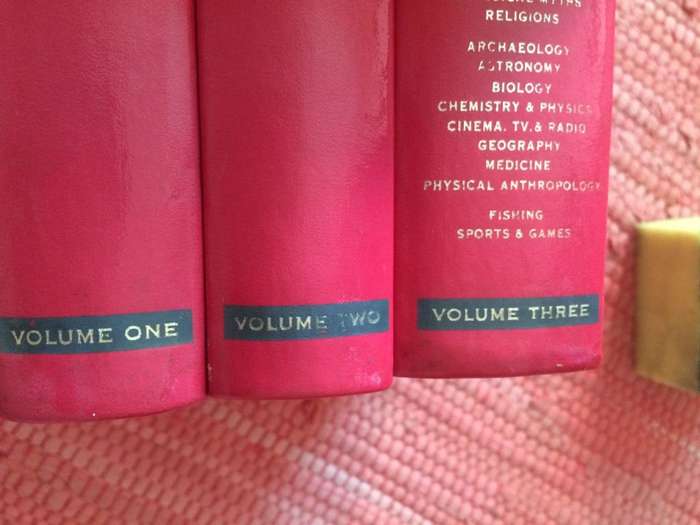 RELIGIONS
ARCHAEOLOGY
ASTRONOMY
BIOLOGY
CHEMISTRY & PHYSICS
CINEMA, TV. & RADIO
GEOGRAPHY
MEDICINE
PHYSICAL ANTHROPOLOGY
FISHING
SPORTS & GAMES
VOLUME ONE
VOLUME TWO
VOLUME THREE